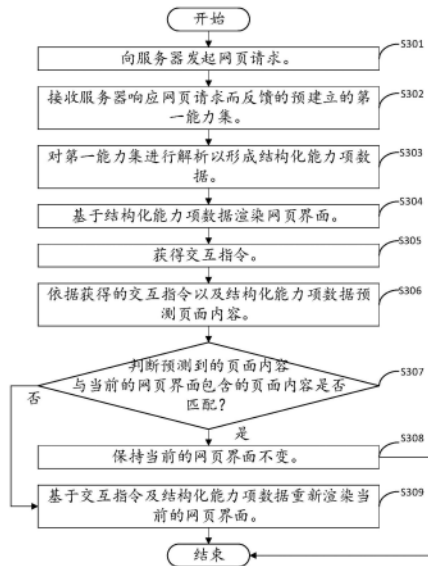 开始
S301
向服务器发起网页请求。
S302
接收服务器响应网页请求而反馈的预建立的第
一能力集。
S303
对第一能力集进行解析以形成结构化能力项数
据。
S304
基于结构化能力项数据渲染网页界面。
S305
获得交互指令。
S306
依据获得的交互指令以及结构化能力项数据预
测页面内容。
S307
判断预测到的页面内容
与当前的网页界面包含的页面内容是否
匹配?
否
是
S308
保持当前的网页界面不变。
S309
基于交互指令及结构化能力项数据重新渲染当
前的网页界面。
结束